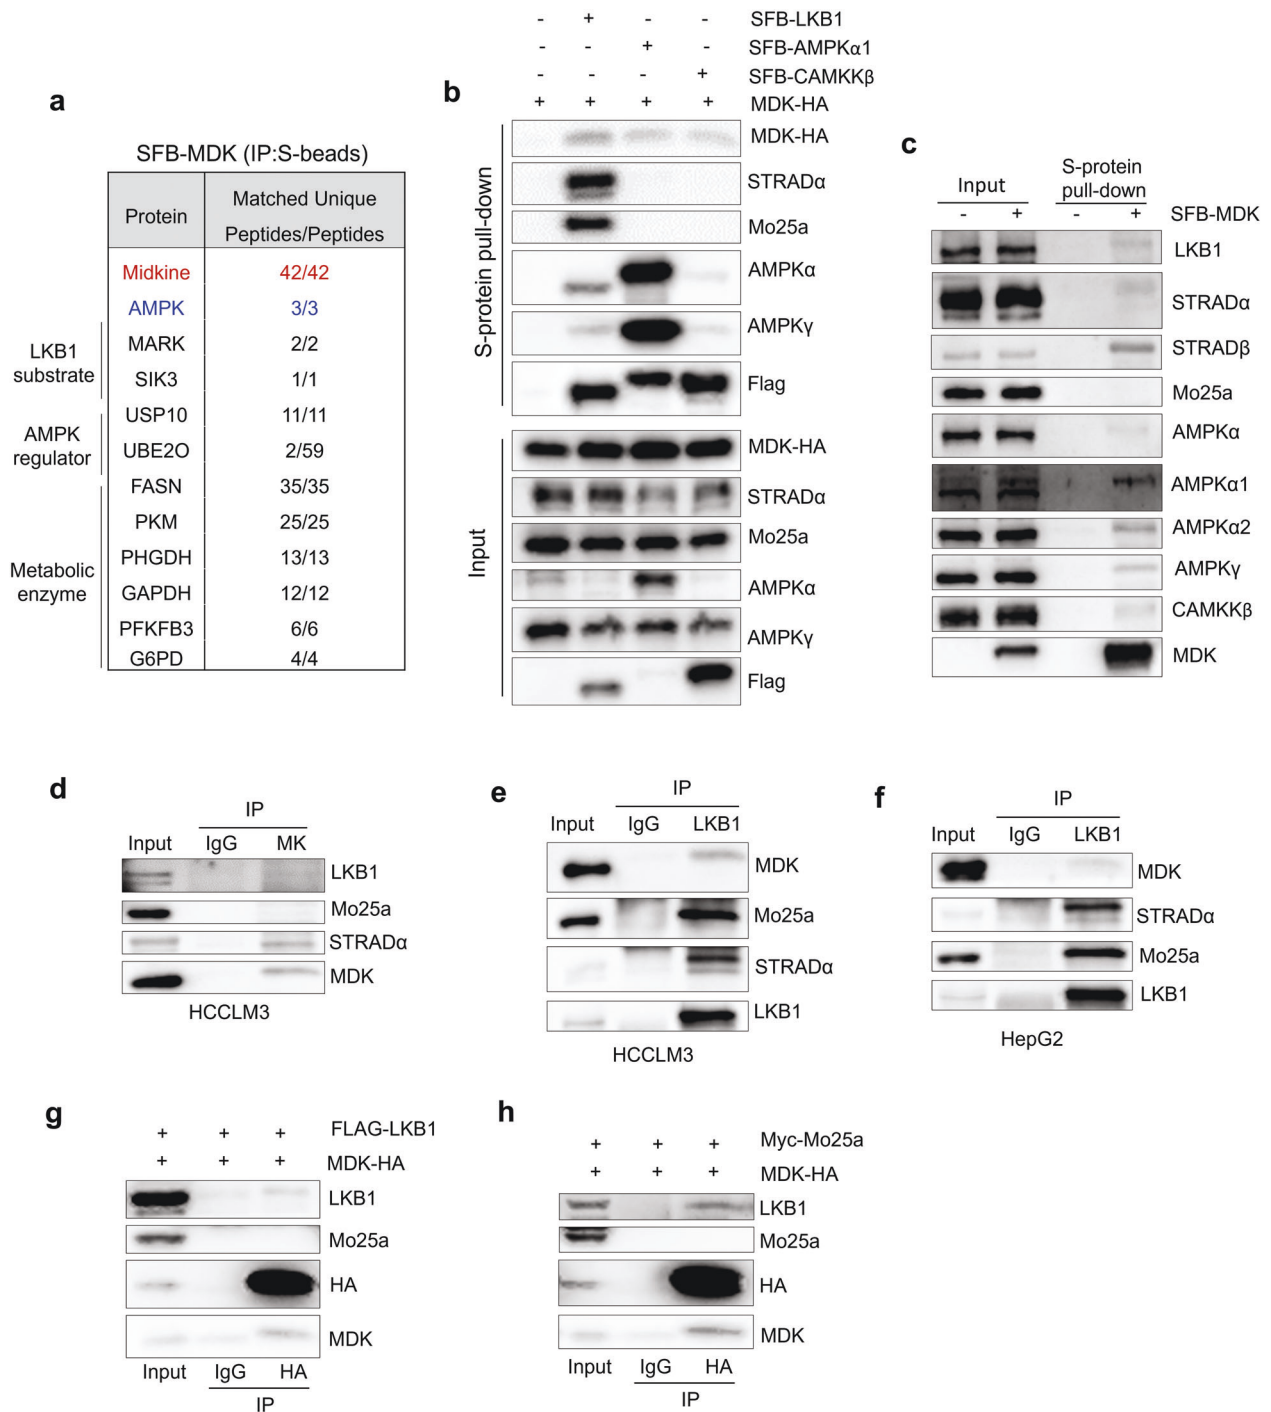 a
SFB-MDK (IP:S-beads)
Protein
Matched Unique
Peptides/Peptides
Midkine 42/42
AMPK 3/3
MARK 2/2
SIK3 1/1
USP10 11/11
UBE2O 2/59
FASN 35/35
PKM 25/25
PHGDH 13/13
GAPDH 12/12
PFKFB3 6/6
G6PD 4/4
LKB1
substrate
AMPK
regulator
Metabolic
enzyme
b
- + - - SFB-LKB1
- - + - SFB-AMPKα1
- - - + SFB-CAMKKβ
+ + + + MDK-HA
S-protein pull-down
MDK-HA
STRADα
Mo25a
AMPKα
AMPKγ
Flag
Input
MDK-HA
STRADα
Mo25a
AMPKα
AMPKγ
Flag
c
Input
S-protein
pull-down
- + - + SFB-MDK
LKB1
STRADα
STRADβ
Mo25a
AMPKα
AMPKα1
AMPKα2
AMPKγ
CAMKKβ
MDK
d
IP
Input IgG MK
LKB1
Mo25a
STRADα
MDK
HCCLM3
e
IP
Input IgG LKB1
MDK
Mo25a
STRADα
LKB1
HCCLM3
f
IP
Input IgG LKB1
MDK
STRADα
Mo25a
LKB1
HepG2
g
+ + + FLAG-LKB1
+ + + MDK-HA
LKB1
Mo25a
HA
MDK
Input IgG HA
IP
h
+ + + Myc-Mo25a
+ + + MDK-HA
LKB1
Mo25a
HA
MDK
Input IgG HA
IP